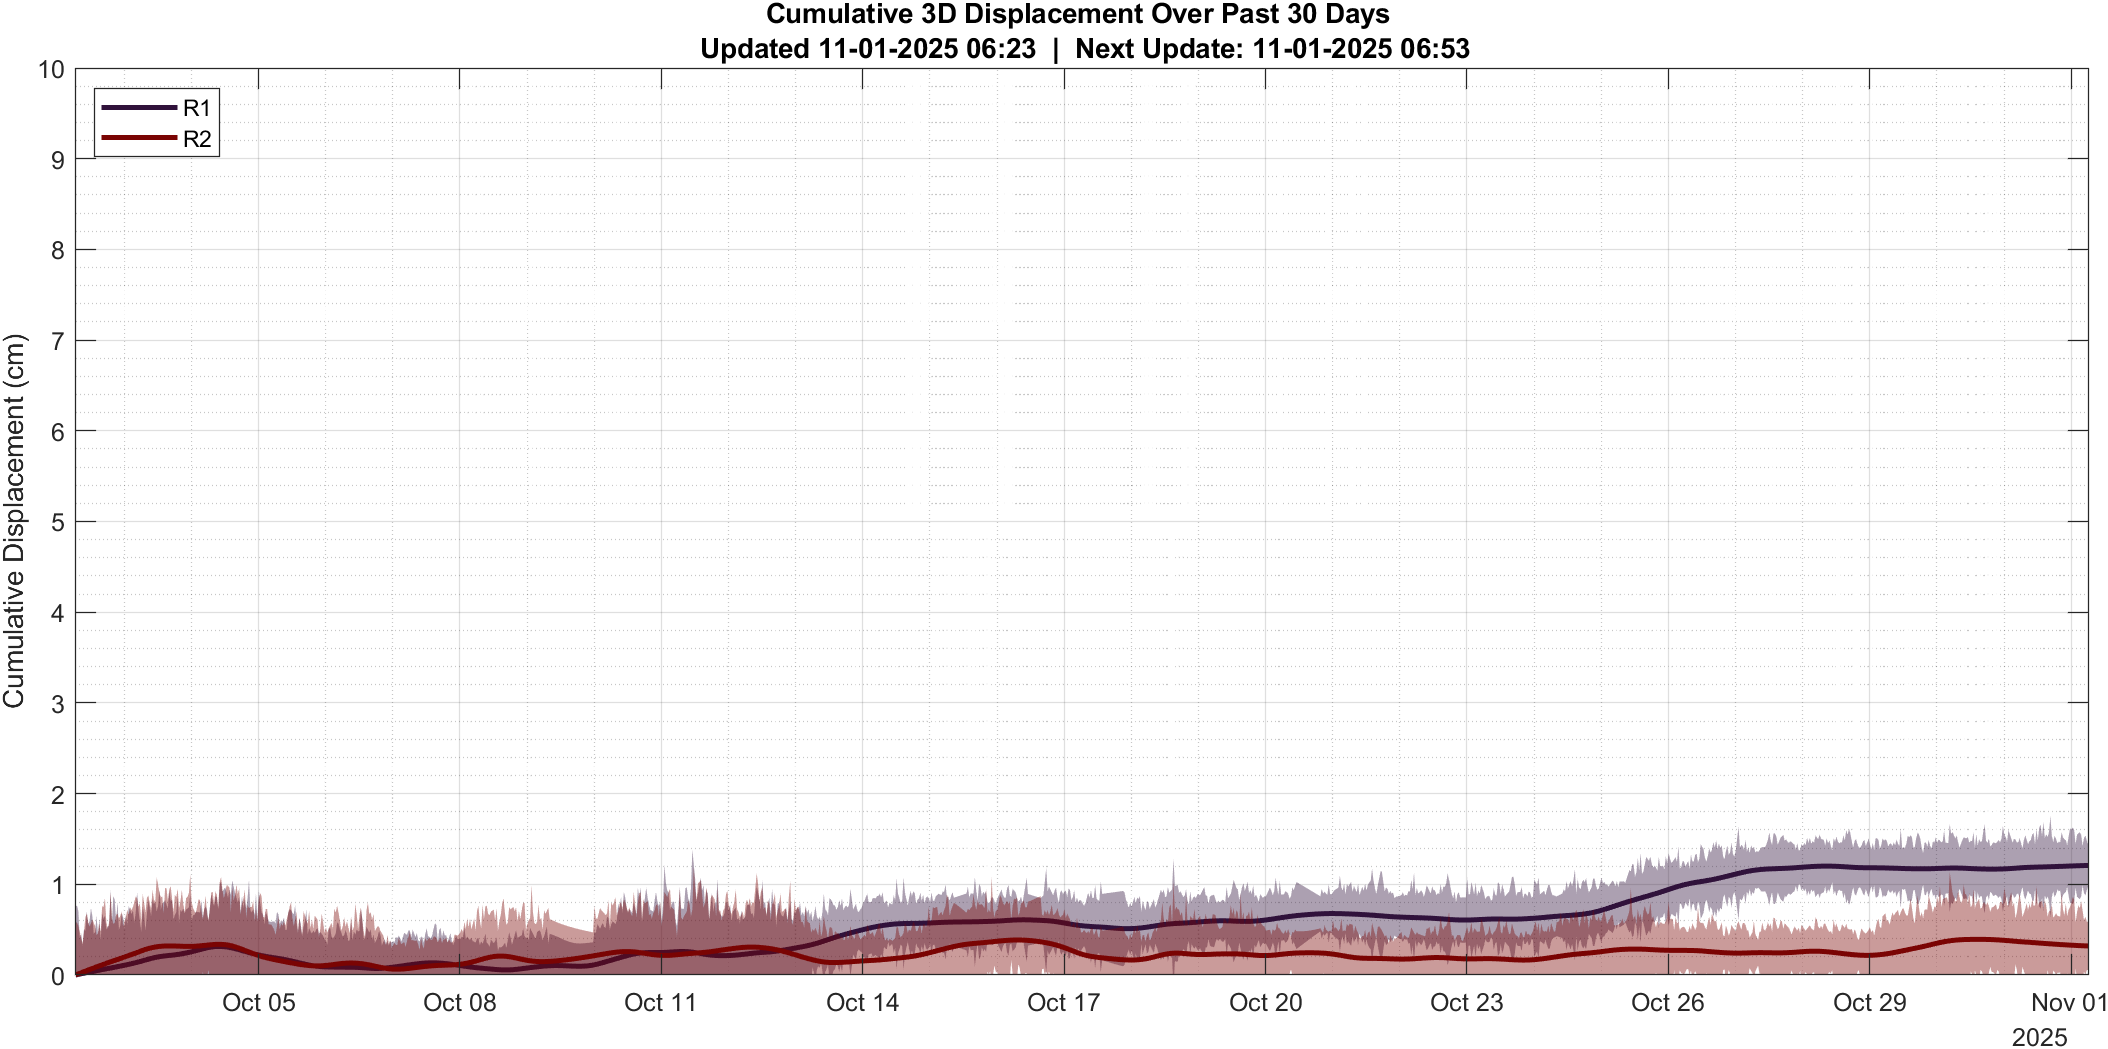 Cumulative 3D Displacement Over Past 30 Days
Updated 11-01-2025 06:23 | Next Update: 11-01-2025 06:53
R1
R2
Cumulative Displacement (cm)
10
9
8
7
6
5
4
3
2
1
0
Oct 05 Oct 08 Oct 11 Oct 14 Oct 17 Oct 20 Oct 23 Oct 26 Oct 29 Nov 01
2025